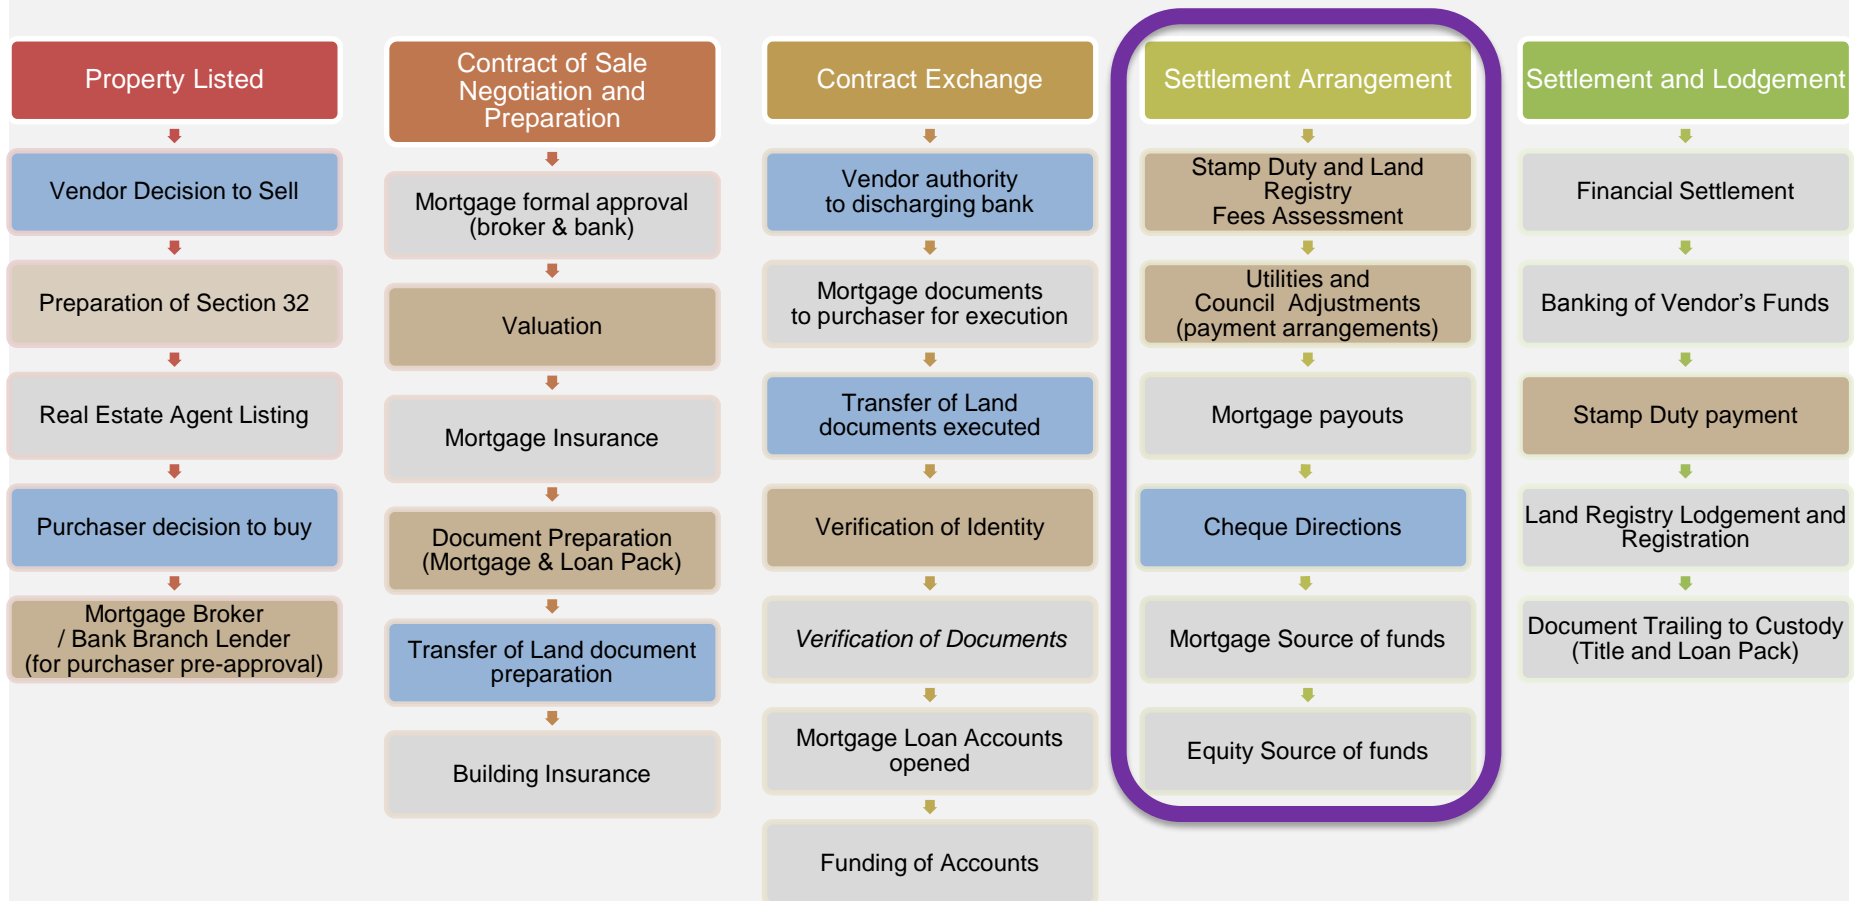 Property Listed
Vendor Decision to Sell
Preparation of Section 32
Real Estate Agent Listing
Purchaser decision to buy
Mortgage Broker
/ Bank Branch Lender
(for purchaser pre-approval)
Contract of Sale
Negotiation and
Preparation
Mortgage formal approval
(broker & bank)
Valuation
Mortgage Insurance
Document Preparation
(Mortgage & Loan Pack)
Transfer of Land document
preparation
Building Insurance
Contract Exchange
Vendor authority
to discharging bank
Mortgage documents
to purchaser for execution
Transfer of Land
documents executed
Verification of Identity
Verification of Documents
Mortgage Loan Accounts
opened
Funding of Accounts
Settlement Arrangement
Stamp Duty and Land
Registry
Fees Assessment
Utilities and
Council Adjustments
(payment arrangements)
Mortgage payouts
Cheque Directions
Mortgage Source of funds
Equity Source of funds
Settlement and Lodgement
Financial Settlement
Banking of Vendor’s Funds
Stamp Duty payment
Land Registry Lodgement and
Registration
Document Trailing to Custody
(Title and Loan Pack)